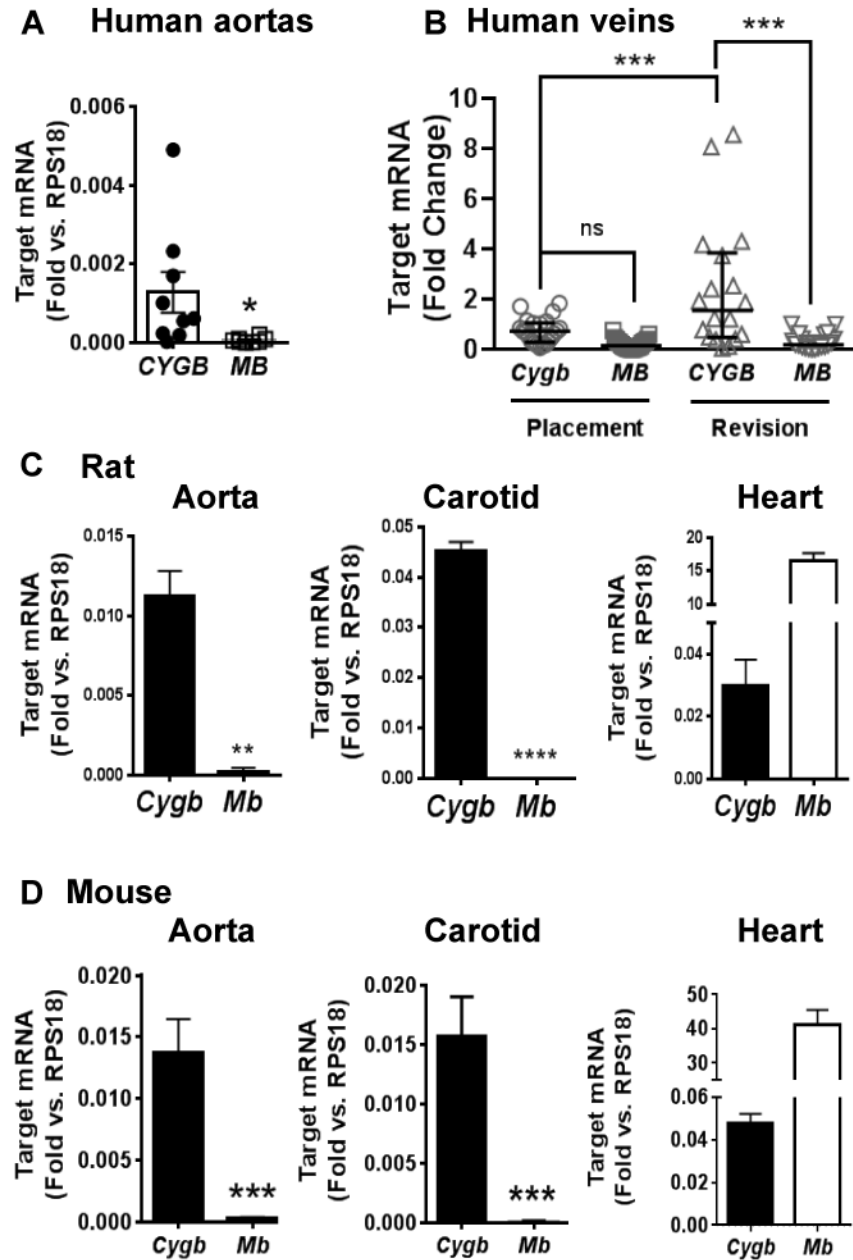 A Human aortas
Target mRNA
(Fold vs. RPS18)
0.006
0.004
0.002
0.000
*
CYGB MB
B Human veins
Target mRNA
(Fold Change)
10
8
6
4
2
0
***
***
ns
Cygb MB CYGB MB
Placement Revision
C Rat
Aorta
Target mRNA
(Fold vs. RPS18)
0.015
0.010
0.005
0.000
**
Cygb Mb
Carotid
Target mRNA
(Fold vs. RPS18)
0.05
0.04
0.03
0.02
0.01
0.00
****
Cygb Mb
Heart
Target mRNA
(Fold vs. RPS18)
20
15
10
0.04
0.02
0.00
Cygb Mb
D Mouse
Aorta
Target mRNA
(Fold vs. RPS18)
0.020
0.015
0.010
0.005
0.000
***
Cygb Mb
Carotid
Target mRNA
(Fold vs. RPS18)
0.020
0.015
0.010
0.005
0.000
***
Cygb Mb
Heart
Target mRNA
(Fold vs. RPS18)
50
40
30
0.06
0.04
0.02
0.00
Cygb Mb